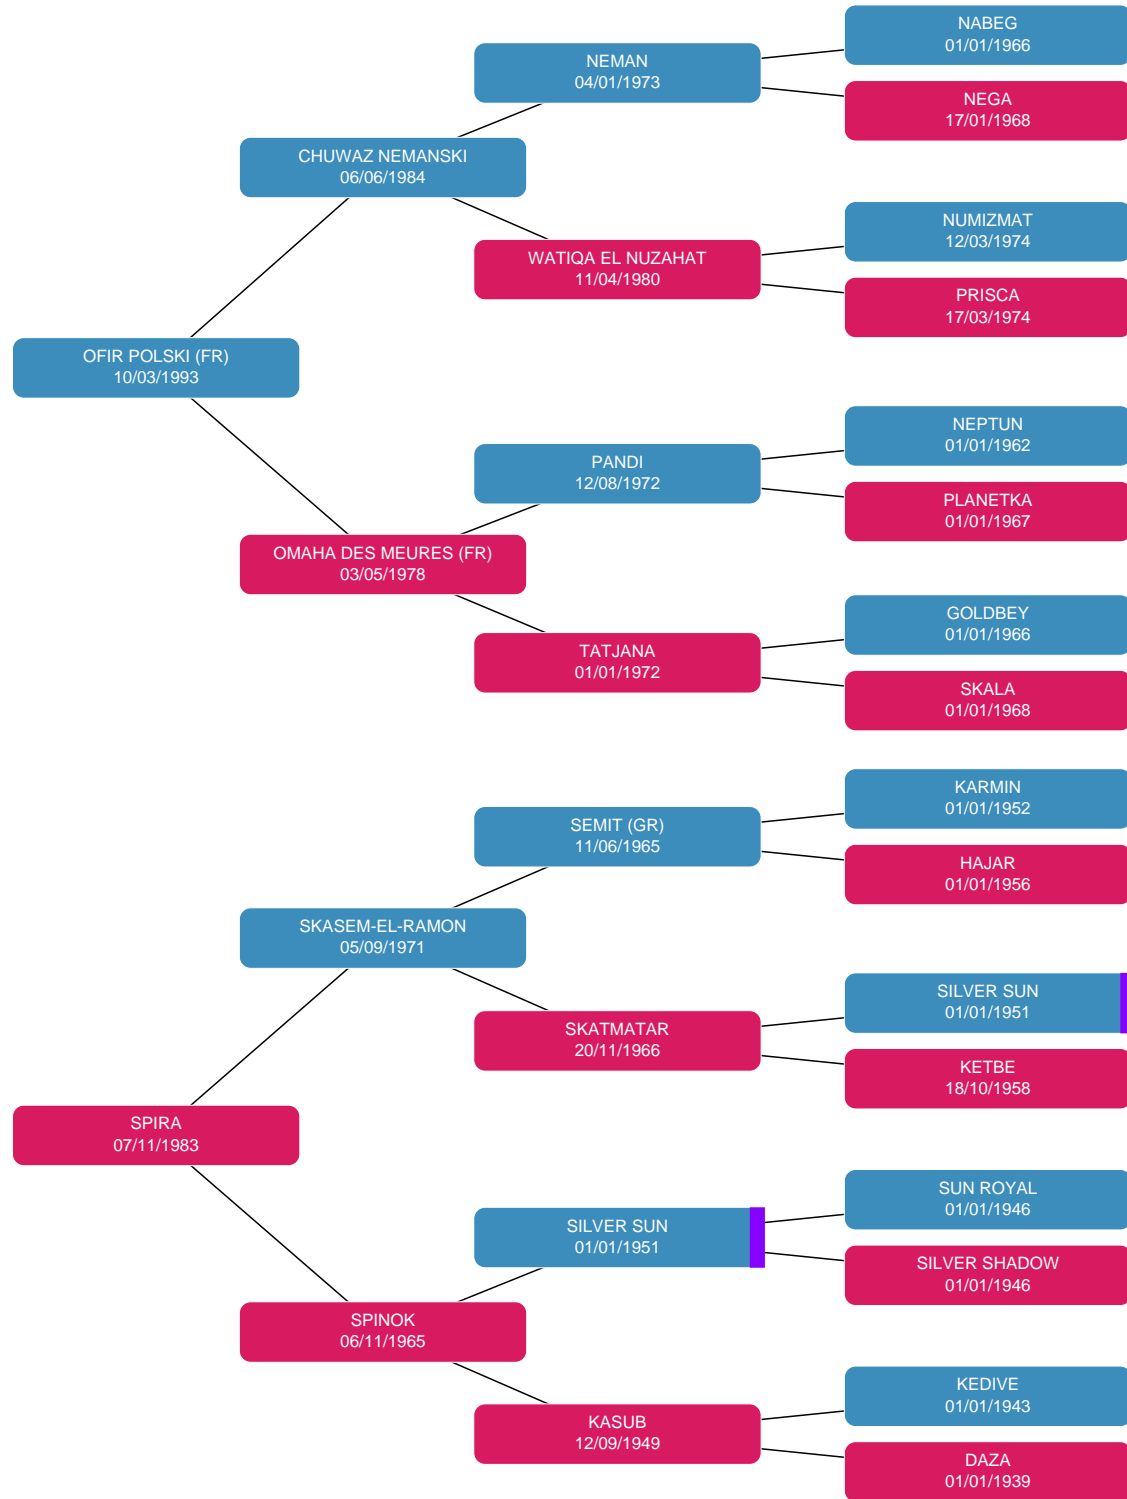 NABEG
01/01/1966
NEMAN
04/01/1973
NEGA
17/01/1968
CHUWAZ NEMANSKI
06/06/1984
NUMIZMAT
12/03/1974
WATIQA EL NUZAHAT
11/04/1980
PRISCA
17/03/1974
OFIR POLSKI (FR)
10/03/1993
NEPTUN
01/01/1962
PANDI
12/08/1972
PLANETKA
01/01/1967
OMAHA DES MEURES (FR)
03/05/1978
GOLDBEY
01/01/1966
TATJANA
01/01/1972
SKALA
01/01/1968
KARMIN
01/01/1952
SEMIT (GR)
11/06/1965
HAJAR
01/01/1956
SKASEM-EL-RAMON
05/09/1971
SILVER SUN
01/01/1951
SKATMATAR
20/11/1966
KETBE
18/10/1958
SPIRA
07/11/1983
SUN ROYAL
01/01/1946
SILVER SUN
01/01/1951
SILVER SHADOW
01/01/1946
SPINOK
06/11/1965
KEDIVE
01/01/1943
KASUB
12/09/1949
DAZA
01/01/1939